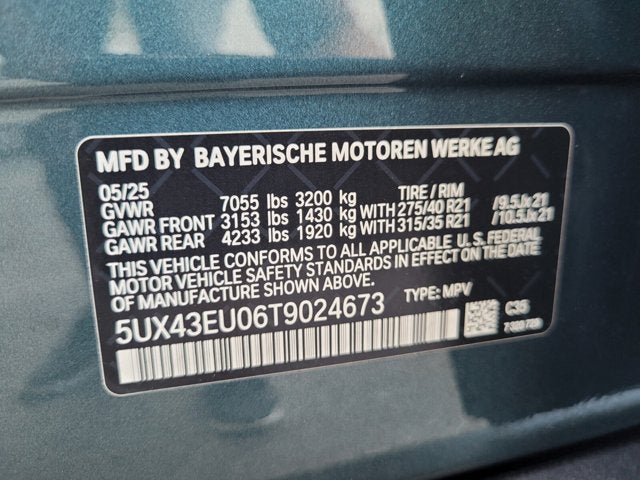 MFD BY BAYERISCHE MOTOREN WERKE AG
05/25 TIRE / RIM
GVWR 7055 lbs 3200 kg
GAWR FRONT 3153 lbs 1430 kg WITH 275/40 R21 /9.5Jx21
GAWR REAR 4233 lbs 1920 kg WITH 315/35 R21 /10.5Jx21
THIS VEHICLE CONFORMS TO ALL APPLICABLE U.S. FEDERAL
MOTOR VEHICLE SAFETY STANDARDS IN EFFECT ON THE DATE
OF MANUFACTURE SHOWN ABOVE.
5UX43EU06T9024673 TYPE: MPV C35